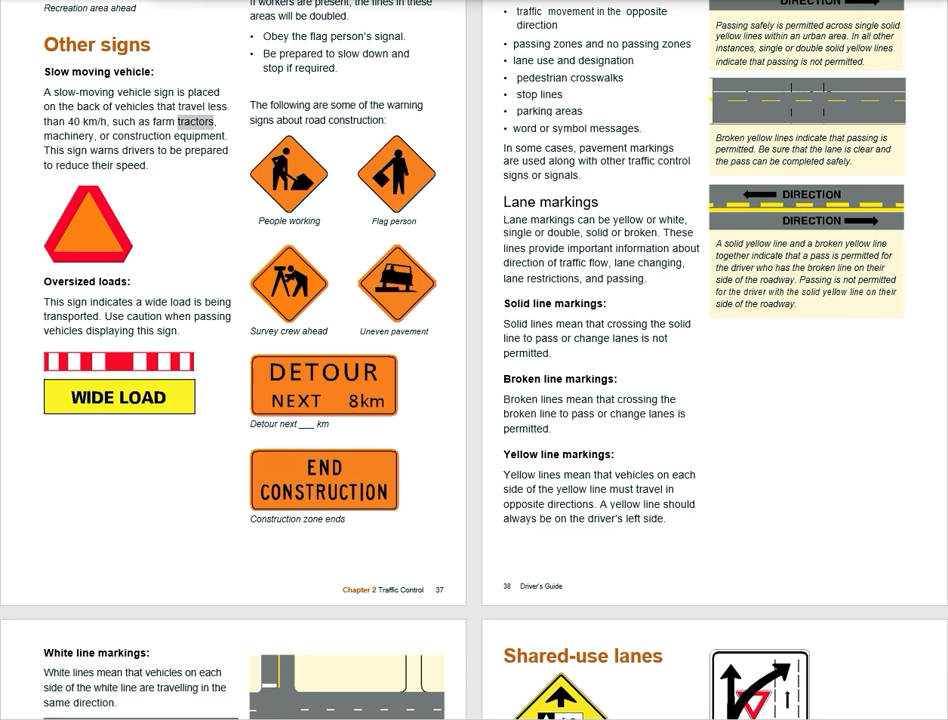 Recreation area ahead
Other signs
Slow moving vehicle:
A slow-moving vehicle sign is placed
on the back of vehicles that travel less
than 40 km/h, such as farm tractors,
machinery, or construction equipment.
This sign warns drivers to be prepared
to reduce their speed.
Oversized loads:
This sign indicates a wide load is being
transported. Use caution when passing
vehicles displaying this sign.
WIDE LOAD
If workers are present, the fines in these
areas will be doubled.
• Obey the flag person's signal.
• Be prepared to slow down and
stop if required.
The following are some of the warning
signs about road construction:
People working
Flag person
Survey crew ahead
Uneven pavement
DETOUR
NEXT 8km
Detour next ___ km
END
CONSTRUCTION
Construction zone ends
Chapter 2 Traffic Control 37
• traffic movement in the opposite
direction
• passing zones and no passing zones
• lane use and designation
• pedestrian crosswalks
• stop lines
• parking areas
• word or symbol messages.
In some cases, pavement markings
are used along with other traffic control
signs or signals.
Lane markings
Lane markings can be yellow or white,
single or double, solid or broken. These
lines provide important information about
direction of traffic flow, lane changing,
lane restrictions, and passing.
Solid line markings:
Solid lines mean that crossing the solid
line to pass or change lanes is not
permitted.
Broken line markings:
Broken lines mean that crossing the
broken line to pass or change lanes is
permitted.
Yellow line markings:
Yellow lines mean that vehicles on each
side of the yellow line must travel in
opposite directions. A yellow line should
always be on the driver's left side.
DIRECTION
Passing safely is permitted across single solid
yellow lines within an urban area. In all other
instances, single or double solid yellow lines
indicate that passing is not permitted.
Broken yellow lines indicate that passing is
permitted. Be sure that the lane is clear and
the pass can be completed safely.
DIRECTION
DIRECTION
A solid yellow line and a broken yellow line
together indicate that a pass is permitted for
the driver who has the broken line on their
side of the roadway. Passing is not permitted
for the driver with the solid yellow line on their
side of the roadway.
38 Driver's Guide
White line markings:
White lines mean that vehicles on each
side of the white line are travelling in the
same direction.
Shared-use lanes